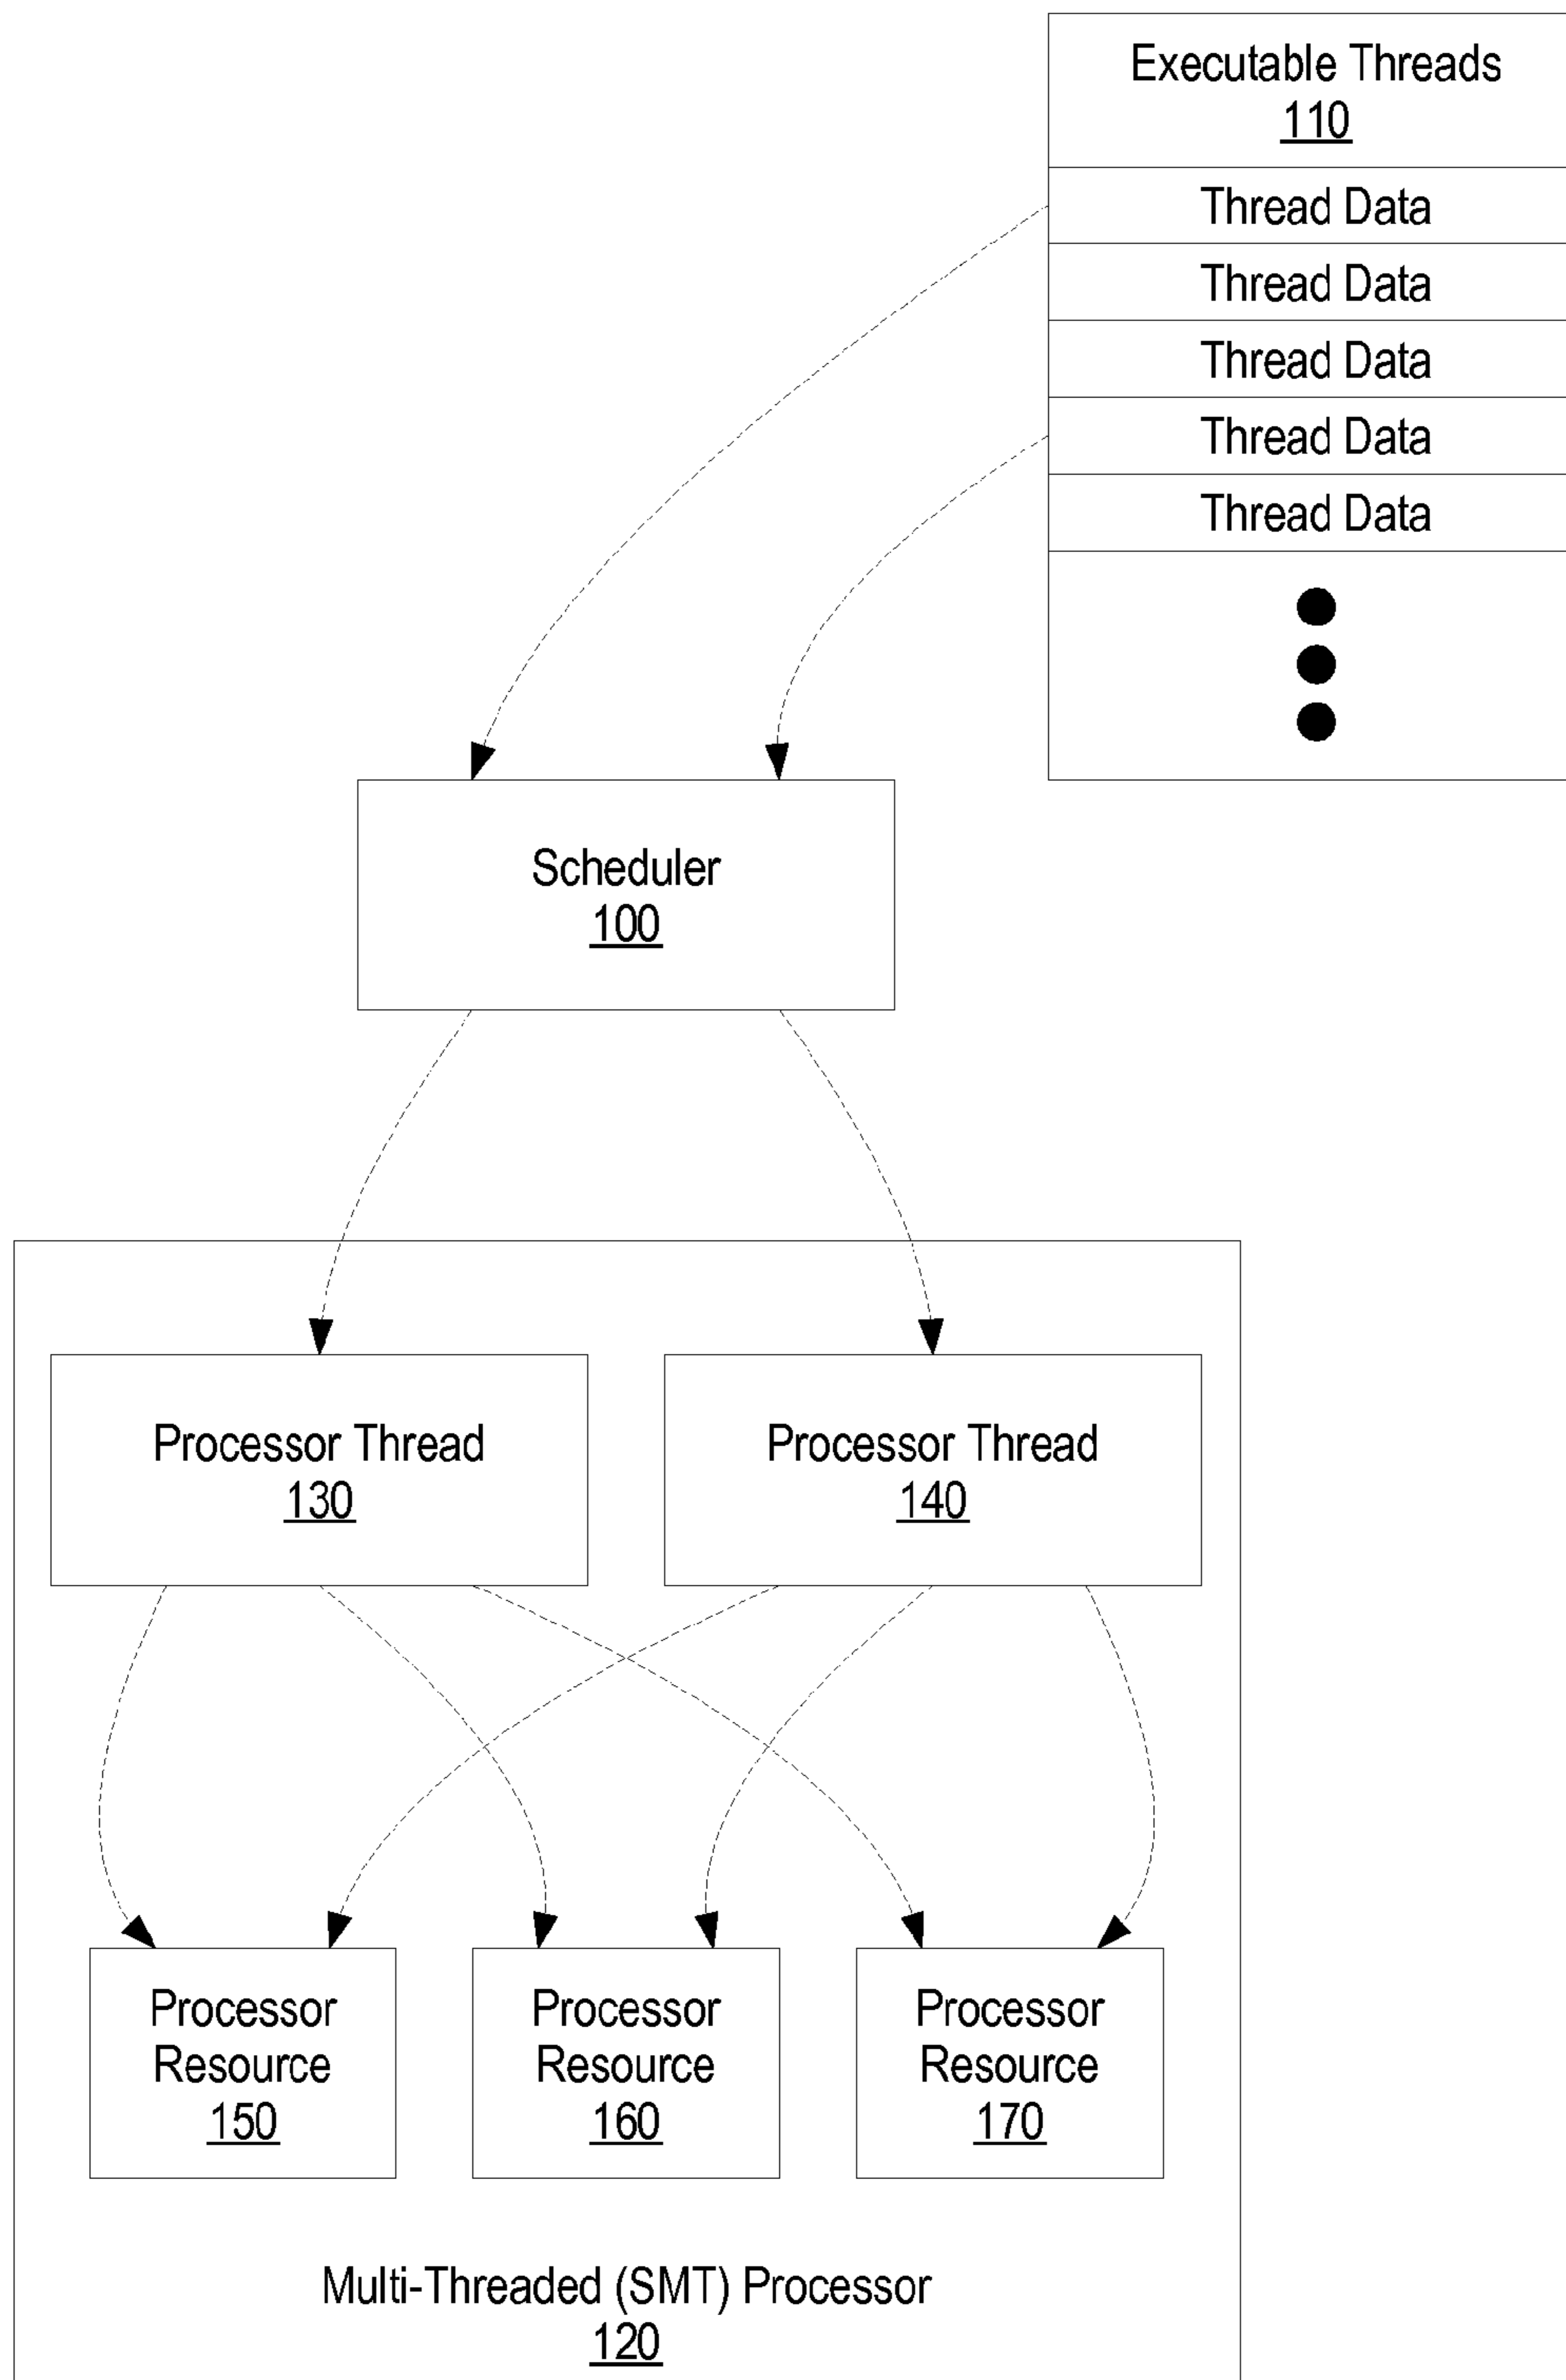 Executable Threads
110
Thread Data
Thread Data
Thread Data
Thread Data
Thread Data
Scheduler
100
Processor Thread
130
Processor Thread
140
Processor
Resource
150
Processor
Resource
160
Processor
Resource
170
Multi-Threaded (SMT) Processor
120